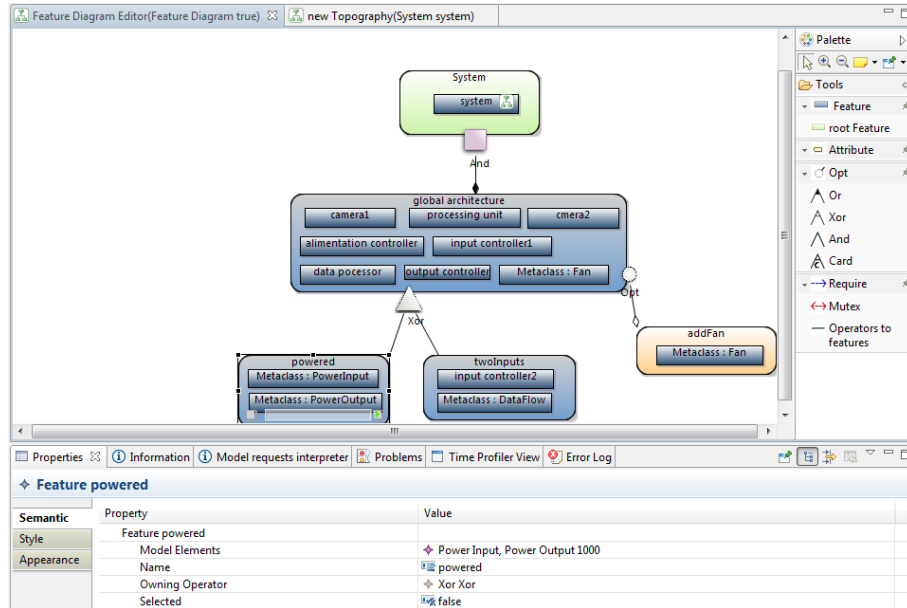 Feature Diagram Editor(Feature Diagram true)
new Topography(System system)
Palette
Tools
Feature
root Feature
Attribute
Opt
Or
Xor
And
Card
Require
Mutex
Operators to
features
System
system
And
global architecture
camera1
processing unit
cmera2
alimentation controller
input controller1
data pocessor
output controller
Metaclass : Fan
Opt
Xor
addFan
Metaclass : Fan
powered
Metaclass : PowerInput
Metaclass : PowerOutput
twoInputs
input controller2
Metaclass : DataFlow
Properties
Information
Model requests interpreter
Problems
Time Profiler View
Error Log
Feature powered
Semantic
Style
Appearance
Property Value
Feature powered
Model Elements Power Input, Power Output 1000
Name powered
Owning Operator Xor Xor
Selected false